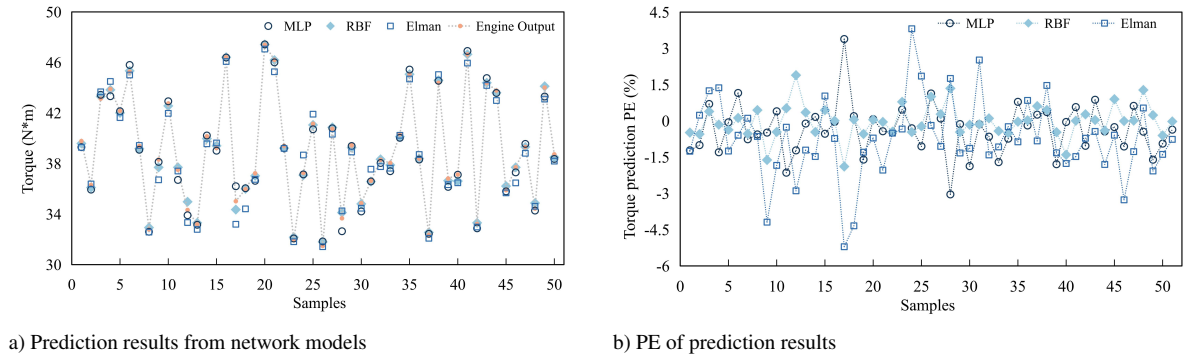 50
46
42
38
34
30
Torque (N*m)
MLP RBF Elman Engine Output
0 5 10 15 20 25 30 35 40 45 50
Samples
a) Prediction results from network models
4.5
3
1.5
0
-1.5
-3
-4.5
-6
Torque prediction PE (%)
MLP RBF Elman
0 5 10 15 20 25 30 35 40 45 50
Samples
b) PE of prediction results